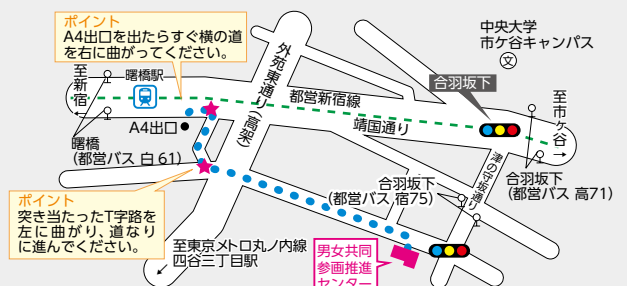 ポイント
A4出口を出たらすぐ横の道
を右に曲がってください。
至新宿
曙橋駅
外苑東通り(高架)
都営新宿線
靖国通り
中央大学
市ケ谷キャンパス
文
合羽坂下
至市ケ谷
A4出口
曙橋
(都営バス 白61)
津の守坂通り
合羽坂下
(都営バス 高71)
合羽坂下
(都営バス 宿75)
ポイント
突き当たったT字路を
左に曲がり、道なり
に進んでください。
至東京メトロ丸ノ内線
四谷三丁目駅
男女共同
参画推進
センター